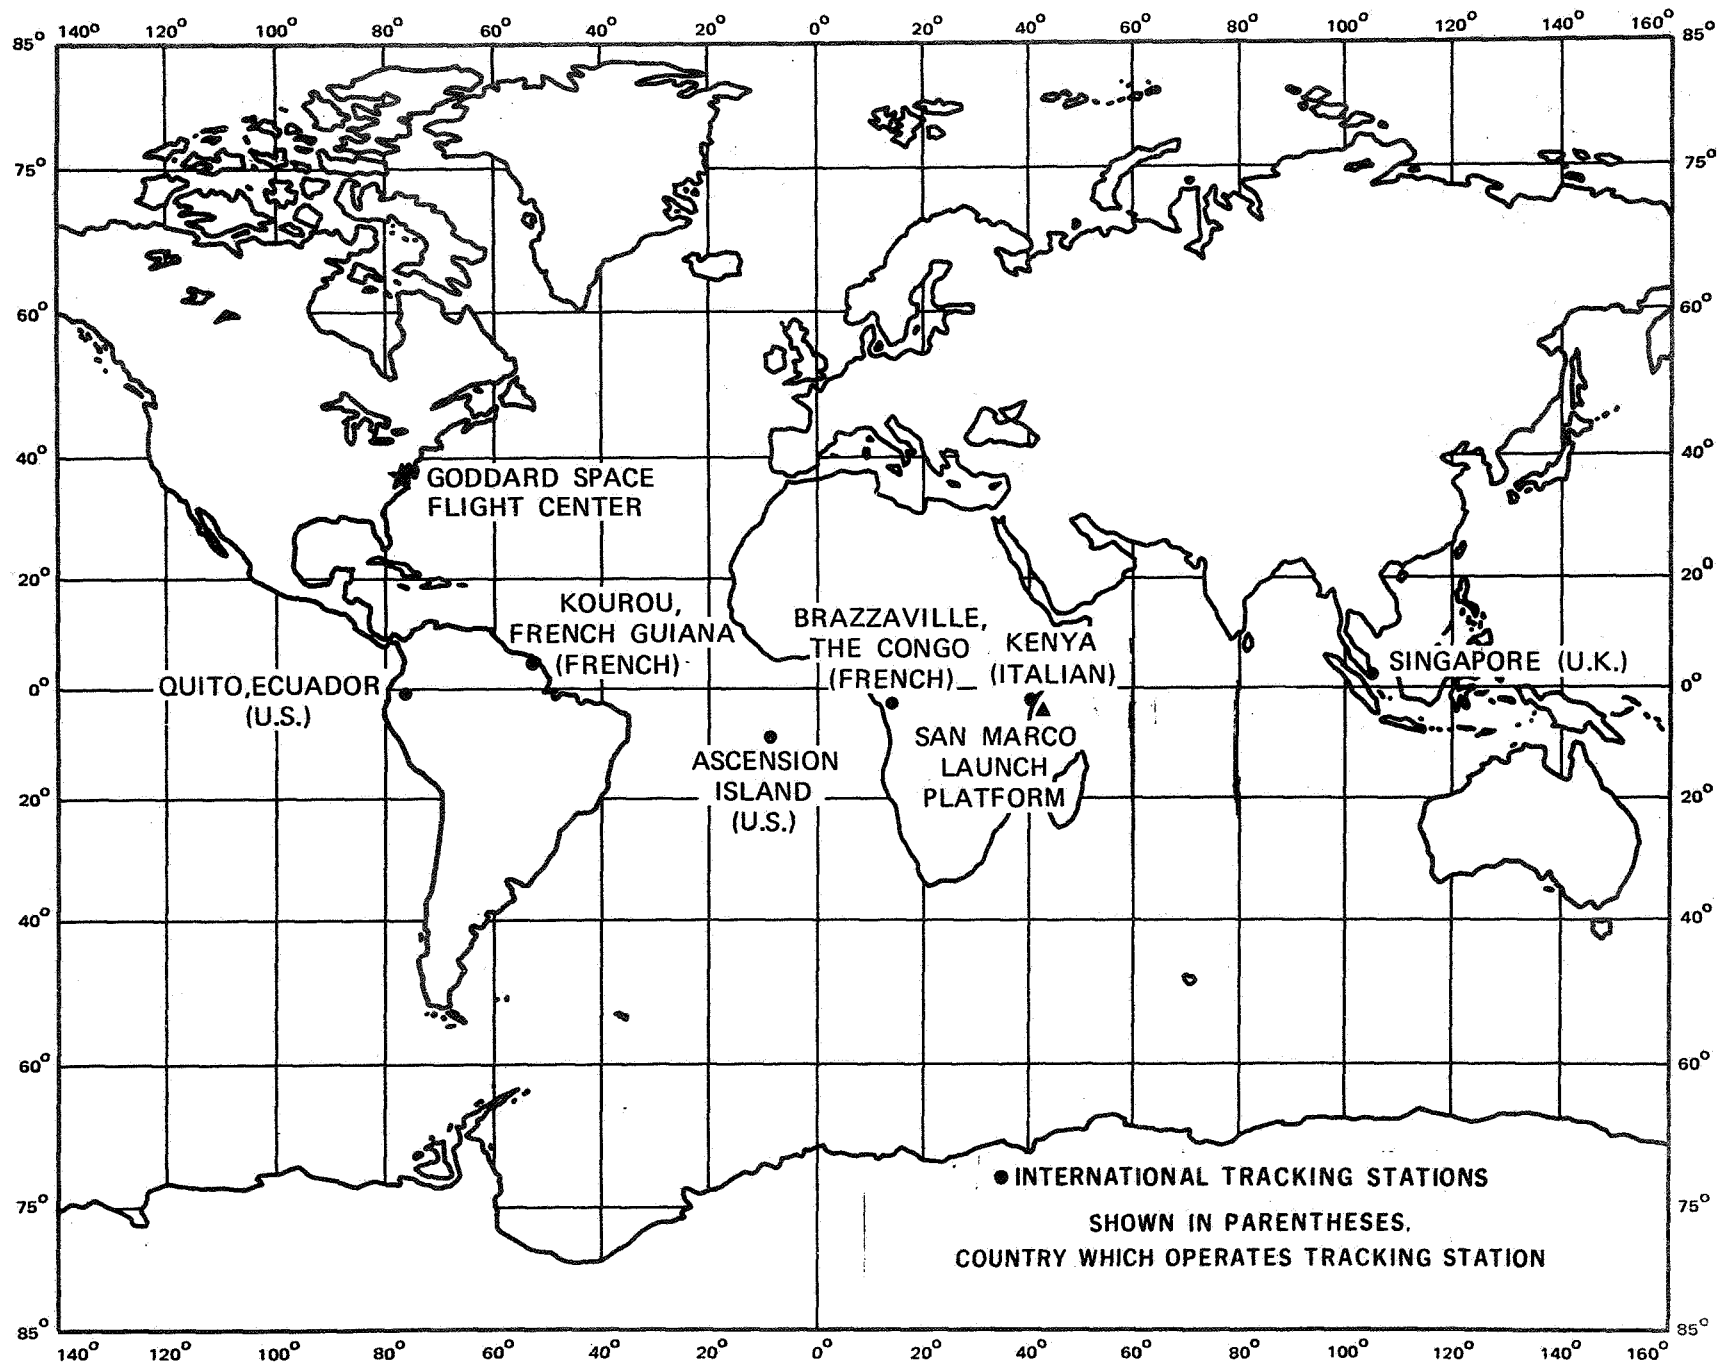 140° 120° 100° 80° 60° 40° 20° 0° 20° 40° 60° 80° 100° 120° 140° 160°
85° 85°
75° 75°
60° 60°
40° 40°
GODDARD SPACE
FLIGHT CENTER
20° 20°
KOUROU,
FRENCH GUIANA
(FRENCH)
BRAZZAVILLE,
THE CONGO
(FRENCH)
KENYA
(ITALIAN)
SINGAPORE (U.K.)
0° 0°
QUITO, ECUADOR
(U.S.)
ASCENSION
ISLAND
(U.S.)
SAN MARCO
LAUNCH
PLATFORM
20° 20°
40° 40°
60° 60°
INTERNATIONAL TRACKING STATIONS
75° 75°
SHOWN IN PARENTHESES.
COUNTRY WHICH OPERATES TRACKING STATION
85° 85°
140° 120° 100° 80° 60° 40° 20° 0° 20° 40° 60° 80° 100° 120° 140° 160°